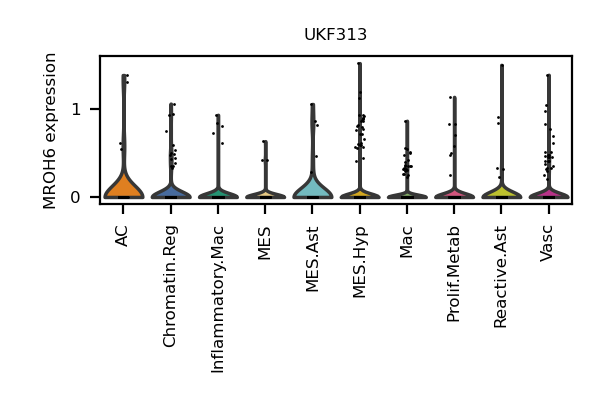 UKF313
MROH6 expression
1
0
AC
Chromatin.Reg
Inflammatory.Mac
MES
MES.Ast
MES.Hyp
Mac
Prolif.Metab
Reactive.Ast
Vasc